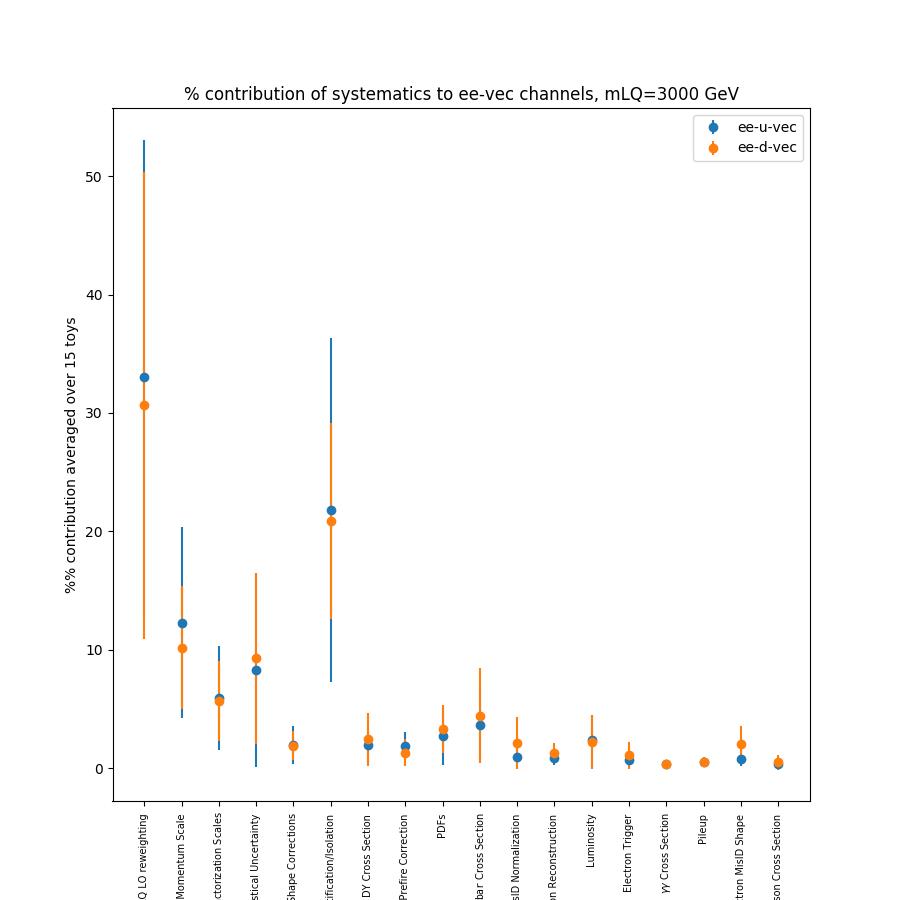 % contribution of systematics to ee-vec channels, mLQ=3000 GeV
ee-u-vec
ee-d-vec
%% contribution averaged over 15 toys
50
40
30
20
10
0
Q LO reweighting
Momentum Scale
ctorization Scales
stical Uncertainty
Shape Corrections
tification/Isolation
DY Cross Section
Prefire Correction
PDFs
bar Cross Section
sID Normalization
on Reconstruction
Luminosity
Electron Trigger
γγ Cross Section
Pileup
ctron MisID Shape
son Cross Section